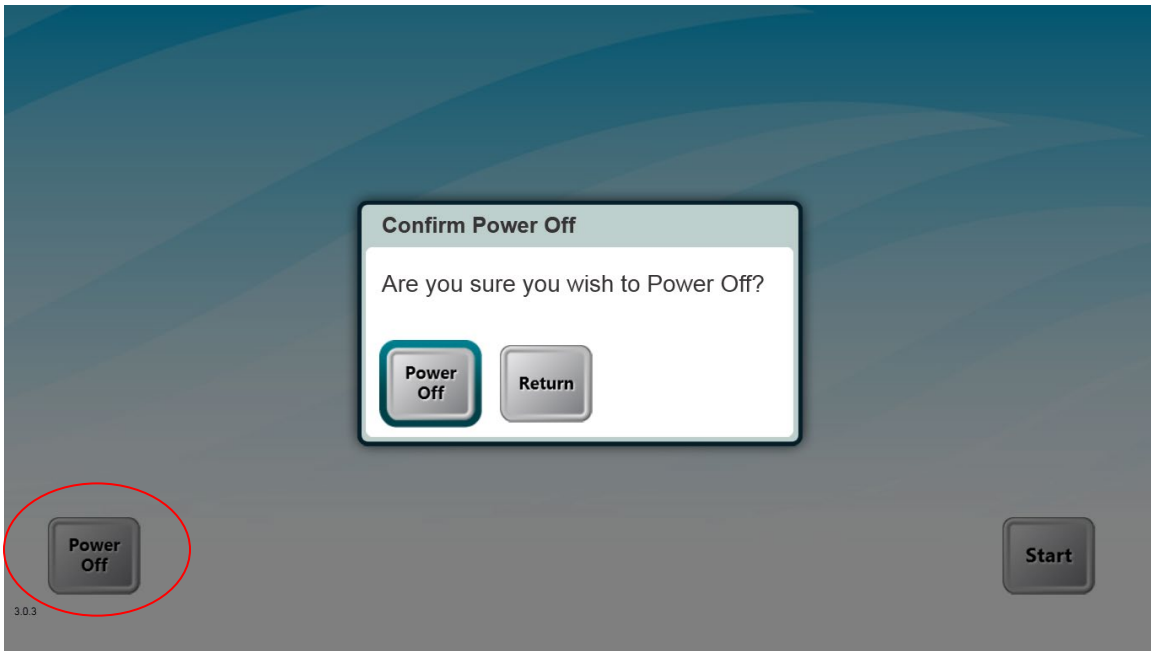 Confirm Power Off
Are you sure you wish to Power Off?
Power
Off
Return
Power
Off
Start
3.0.3